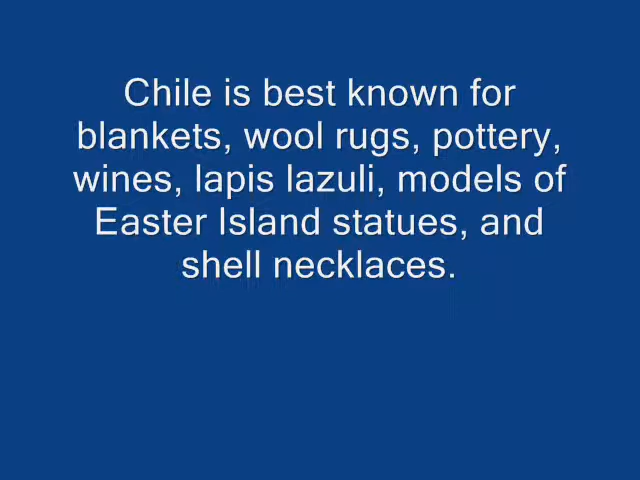 Chile is best known for
blankets, wool rugs, pottery,
wines, lapis lazuli, models of
Easter Island statues, and
shell necklaces.